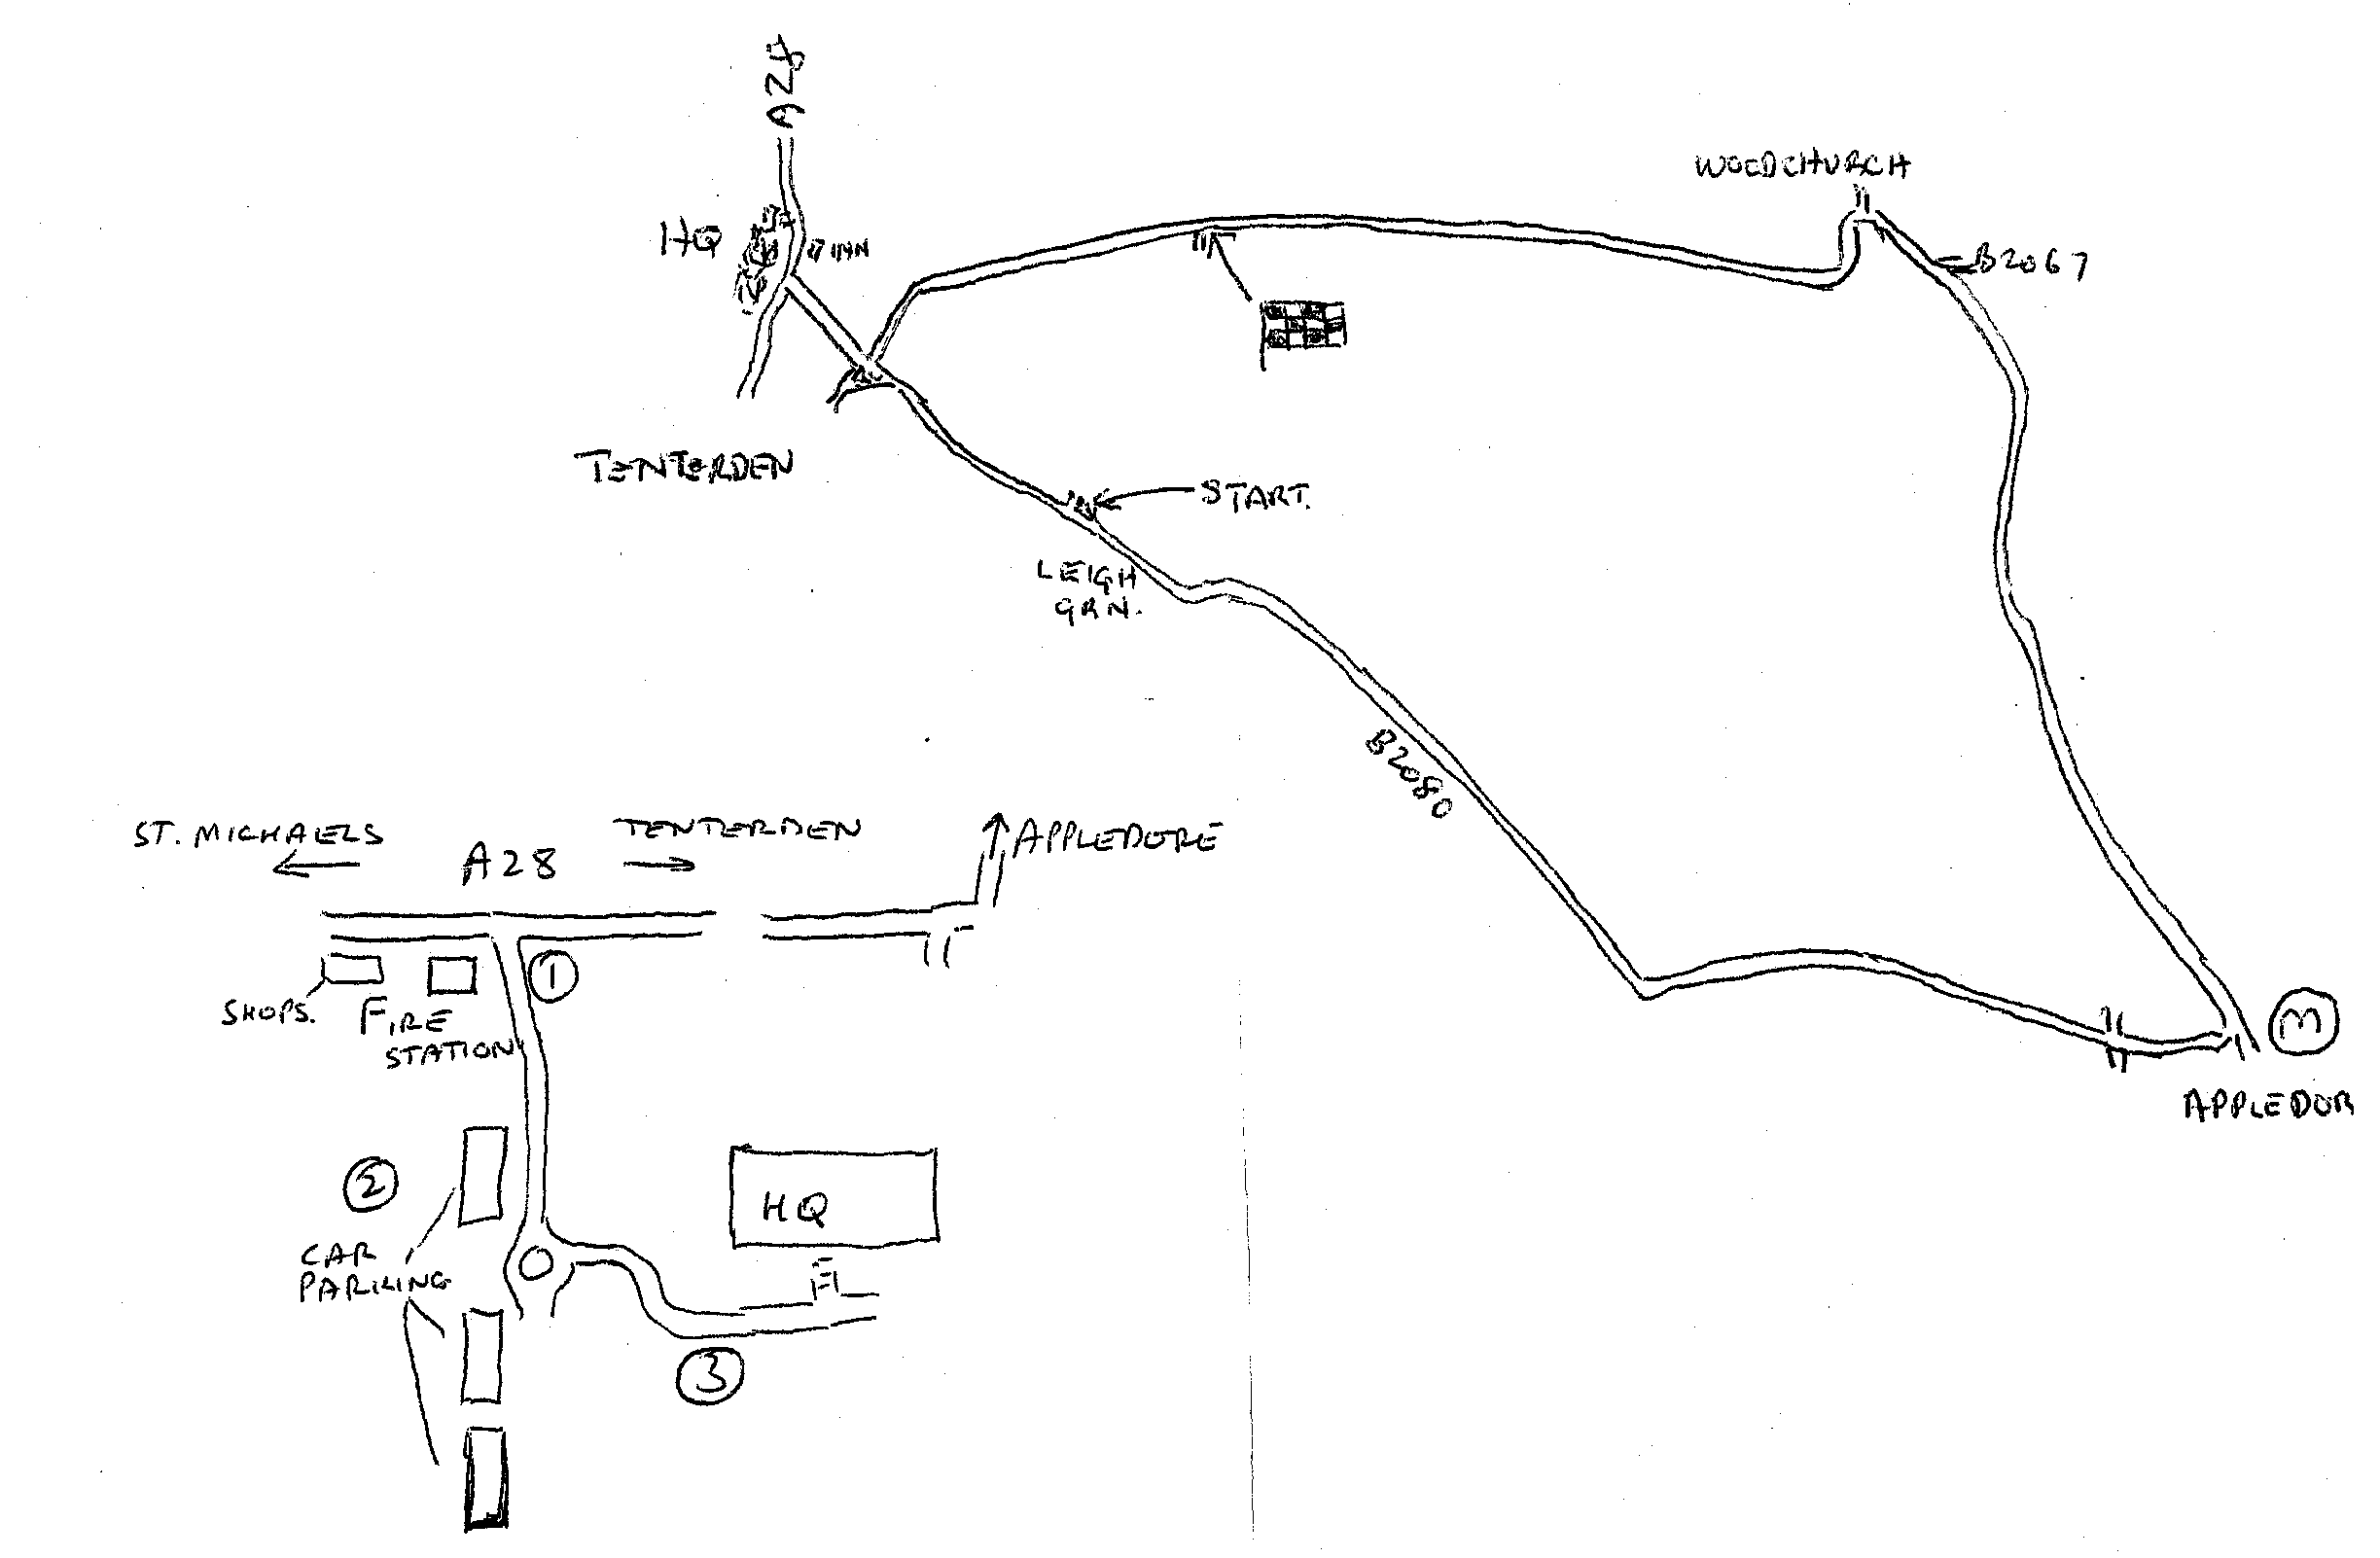 A28
WOODCHURCH
HQ
B2067
TENTERDEN
START.
LEIGH
GRN.
B2080
M
APPLEDOR
ST. MICHAELS
A28
TENTERDEN
APPLEDORE
1
SHOPS.
FIRE
STATION
2
HQ
CAR
PARKING
3